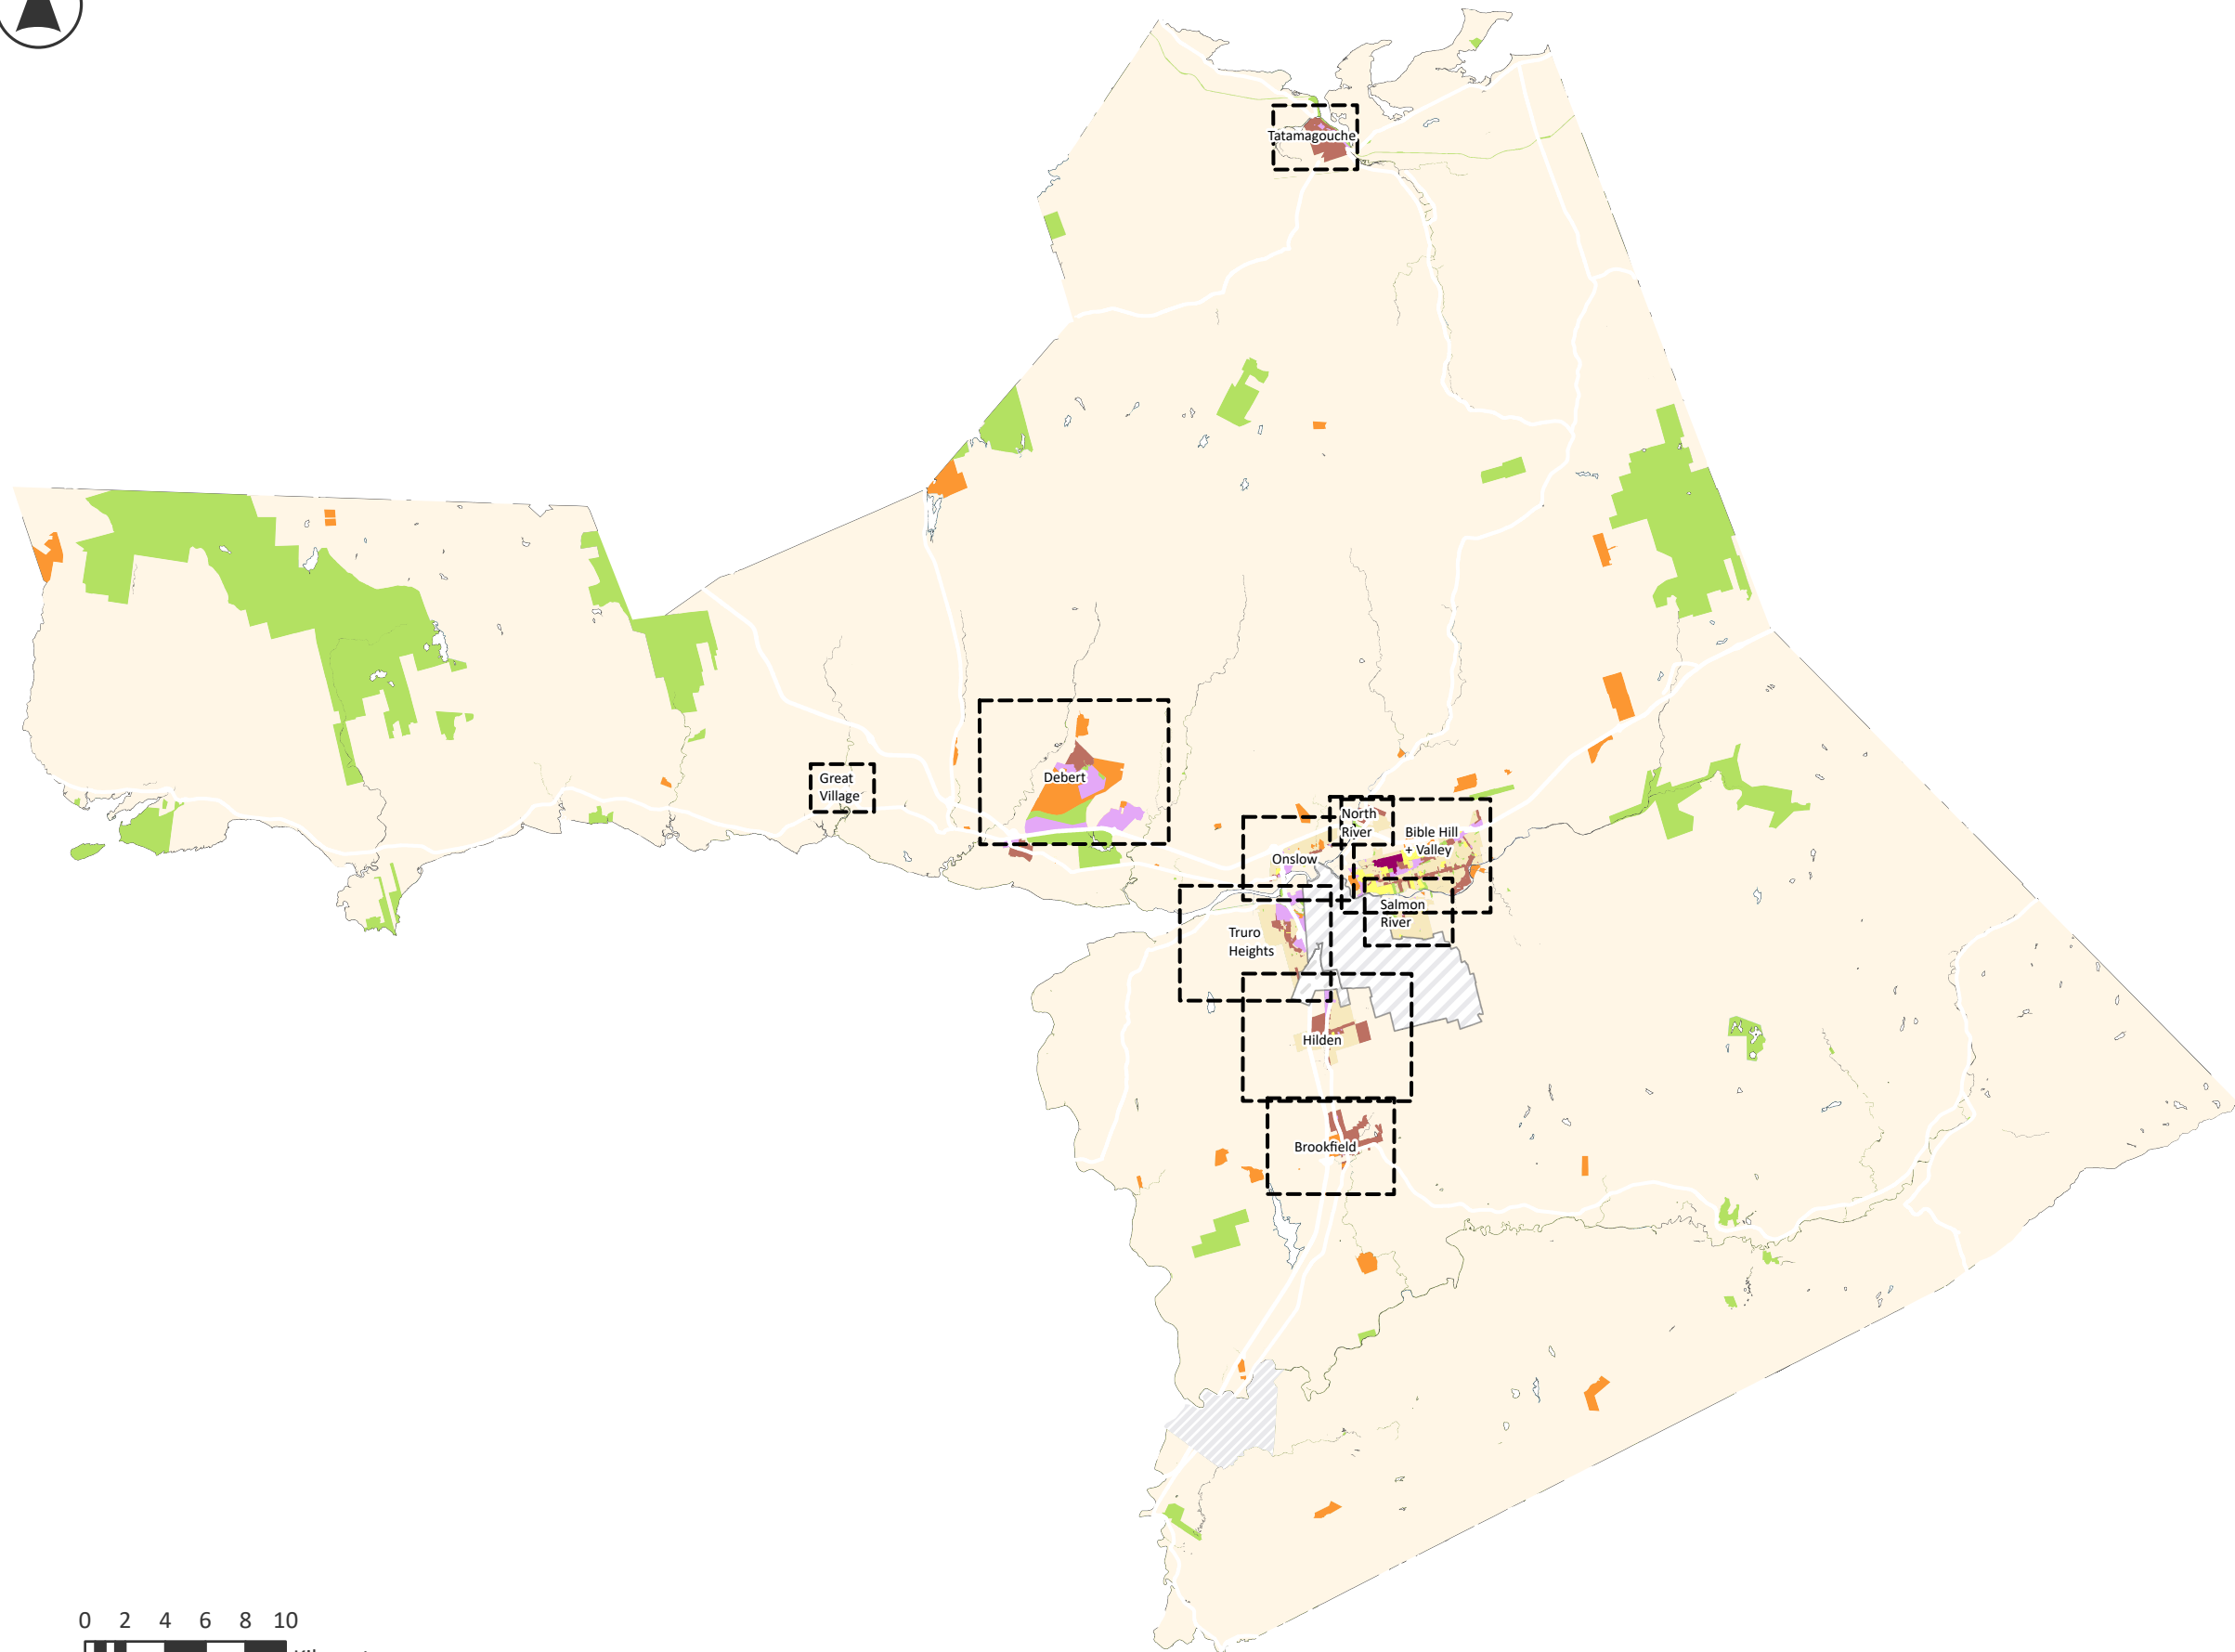 Tatamagouche
Great
Village
Debert
North
River
Bible Hill
+ Valley
Onslow
Salmon
River
Truro
Heights
Hilden
Brookfield
0 2 4 6 8 10